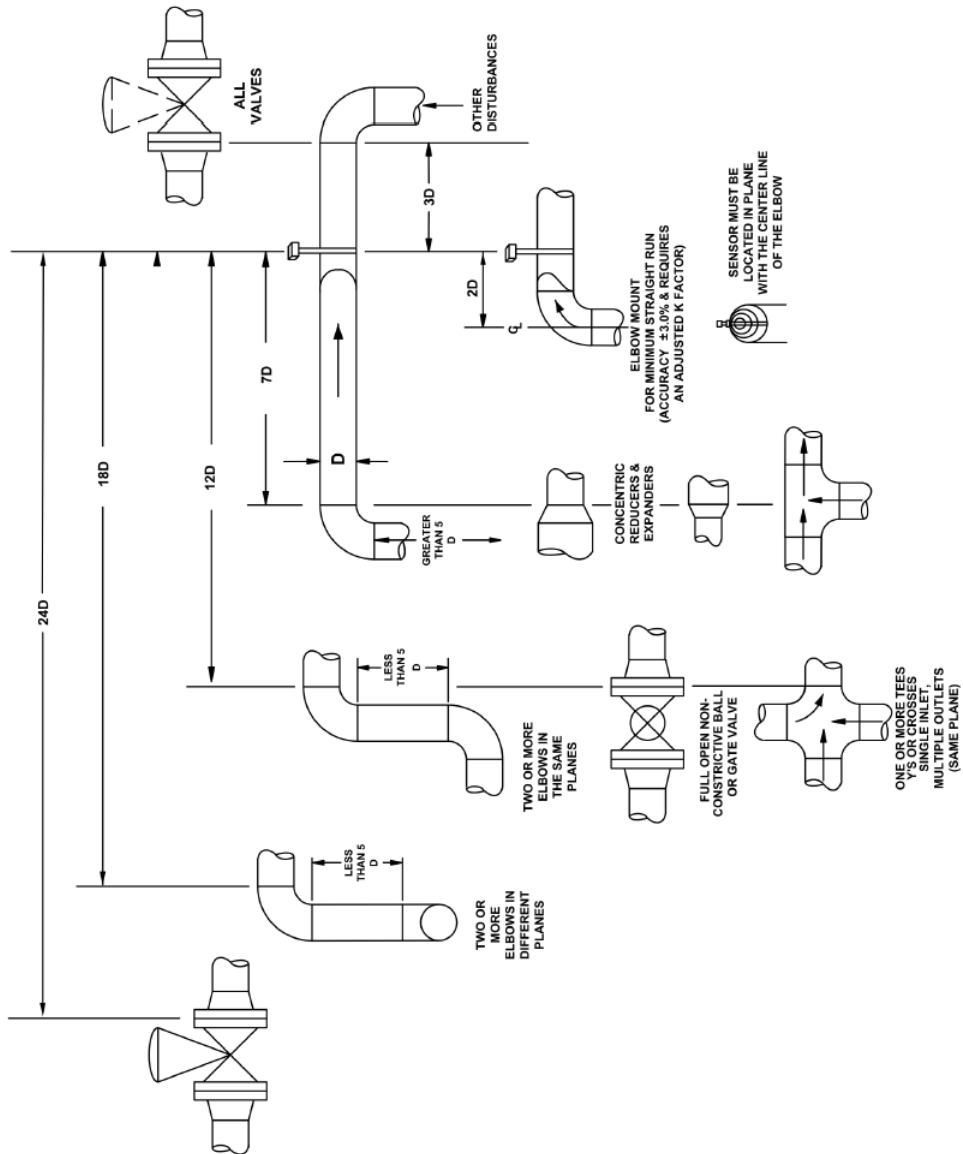 24D
18D
12D
7D
D
3D
ALL
VALVES
OTHER
DISTURBANCES
GREATER
THAN 5
D
2D
CL
ELBOW MOUNT
FOR MINIMUM STRAIGHT RUN
(ACCURACY ±3.0% & REQUIRES
AN ADJUSTED K FACTOR)
SENSOR MUST BE
LOCATED IN PLANE
WITH THE CENTER LINE
OF THE ELBOW
CONCENTRIC
REDUCERS &
EXPANDERS
LESS
THAN 5
D
TWO OR MORE
ELBOWS IN
THE SAME
PLANES
FULL OPEN NON-
CONSTRICTIVE BALL
OR GATE VALVE
ONE OR MORE TEES
Y'S OR CROSSES
SINGLE INLET,
MULTIPLE OUTLETS
(SAME PLANE)
LESS
THAN 5
D
TWO OR
MORE
ELBOWS IN
DIFFERENT
PLANES